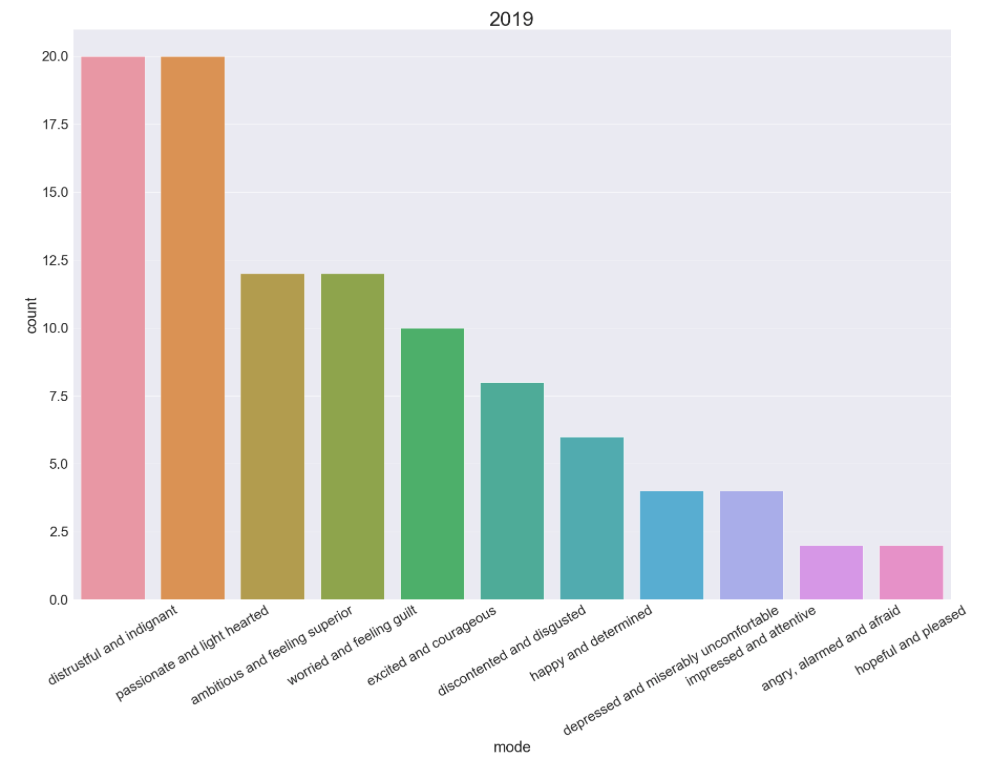 2019
20.0
17.5
15.0
12.5
10.0
7.5
5.0
2.5
0.0
count
distrustful and indignant
passionate and light hearted
ambitious and feeling superior
worried and feeling guilt
excited and courageous
discontented and disgusted
happy and determined
depressed and miserably uncomfortable
impressed and attentive
angry, alarmed and afraid
hopeful and pleased
mode